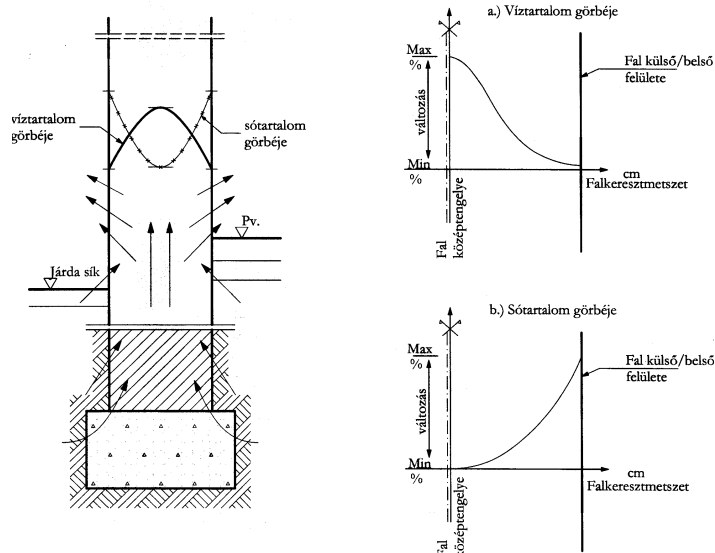 víztartalom
görbéje
sótartalom
görbéje
Pv.
Járda sík
a.) Víztartalom görbéje
Max
%
változás
Min
%
Fal külső/belső
felülete
cm
Falkeresztmetszet
Fal
középtengelye
b.) Sótartalom görbéje
Max
%
változás
Min
%
Fal külső/belső
felülete
cm
Falkeresztmetszet
Fal
középtengelye